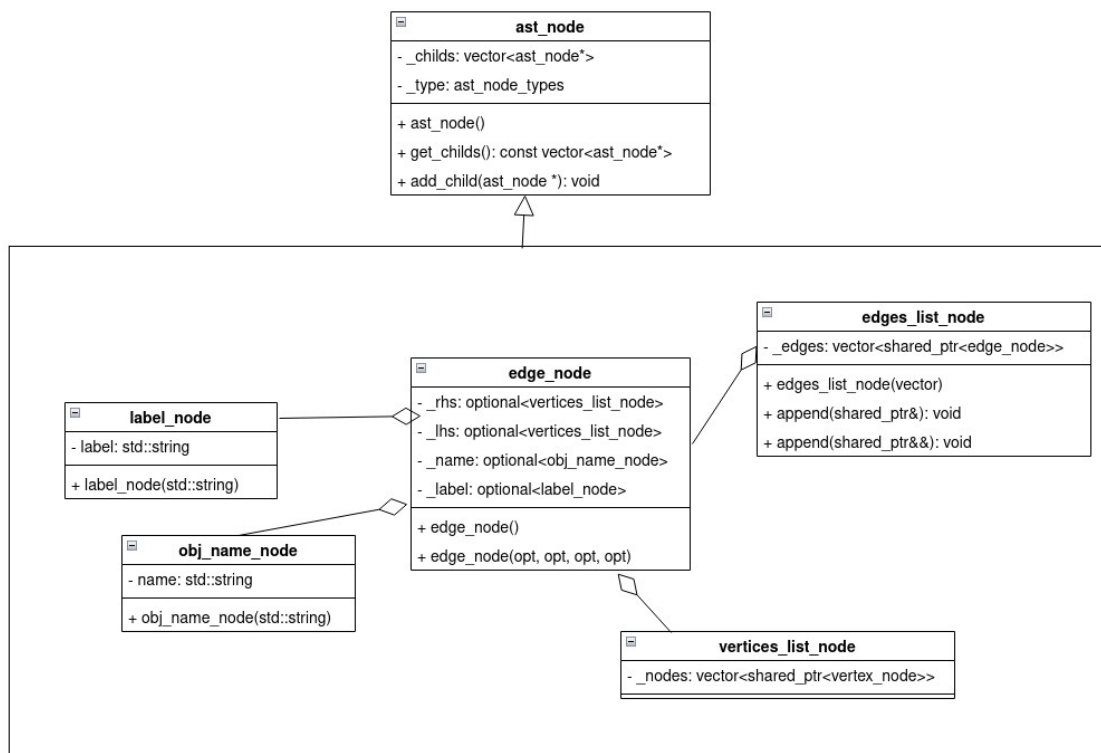 ast_node
- _childs: vector<ast_node*>
- _type: ast_node_types
+ ast_node()
+ get_childs(): const vector<ast_node*>
+ add_child(ast_node *): void
edges_list_node
- _edges: vector<shared_ptr<edge_node>>
+ edges_list_node(vector)
+ append(shared_ptr&): void
+ append(shared_ptr&&): void
edge_node
- _rhs: optional<vertices_list_node>
- _lhs: optional<vertices_list_node>
- _name: optional<obj_name_node>
- _label: optional<label_node>
+ edge_node()
+ edge_node(opt, opt, opt, opt)
label_node
- label: std::string
+ label_node(std::string)
obj_name_node
- name: std::string
+ obj_name_node(std::string)
vertices_list_node
- _nodes: vector<shared_ptr<vertex_node>>